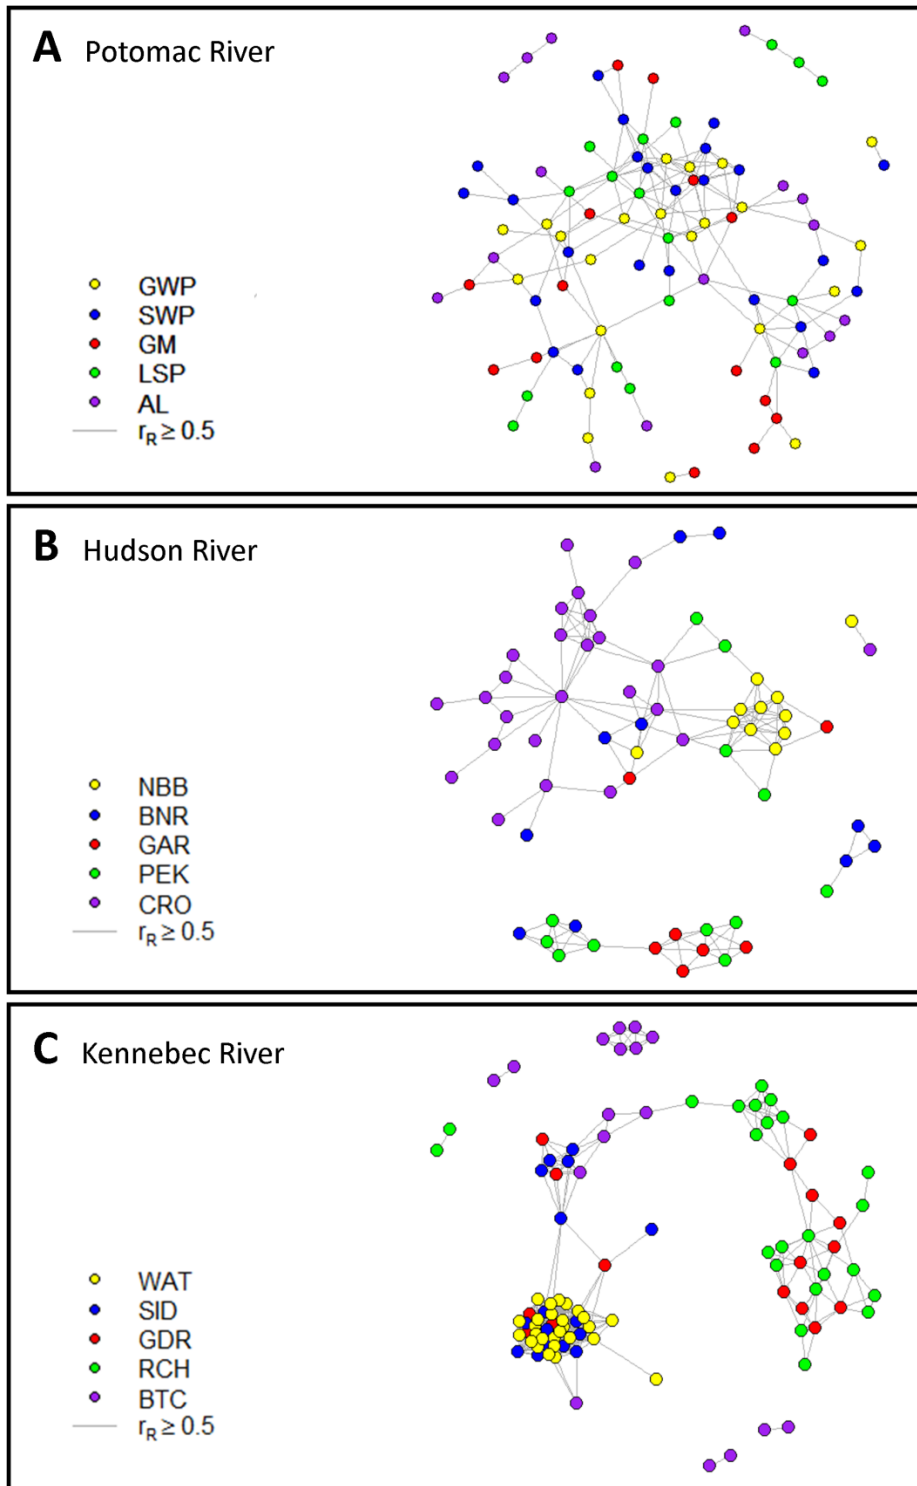 A Potomac River
GWP
SWP
GM
LSP
AL
rR ≥ 0.5
B Hudson River
NBB
BNR
GAR
PEK
CRO
rR ≥ 0.5
C Kennebec River
WAT
SID
GDR
RCH
BTC
rR ≥ 0.5